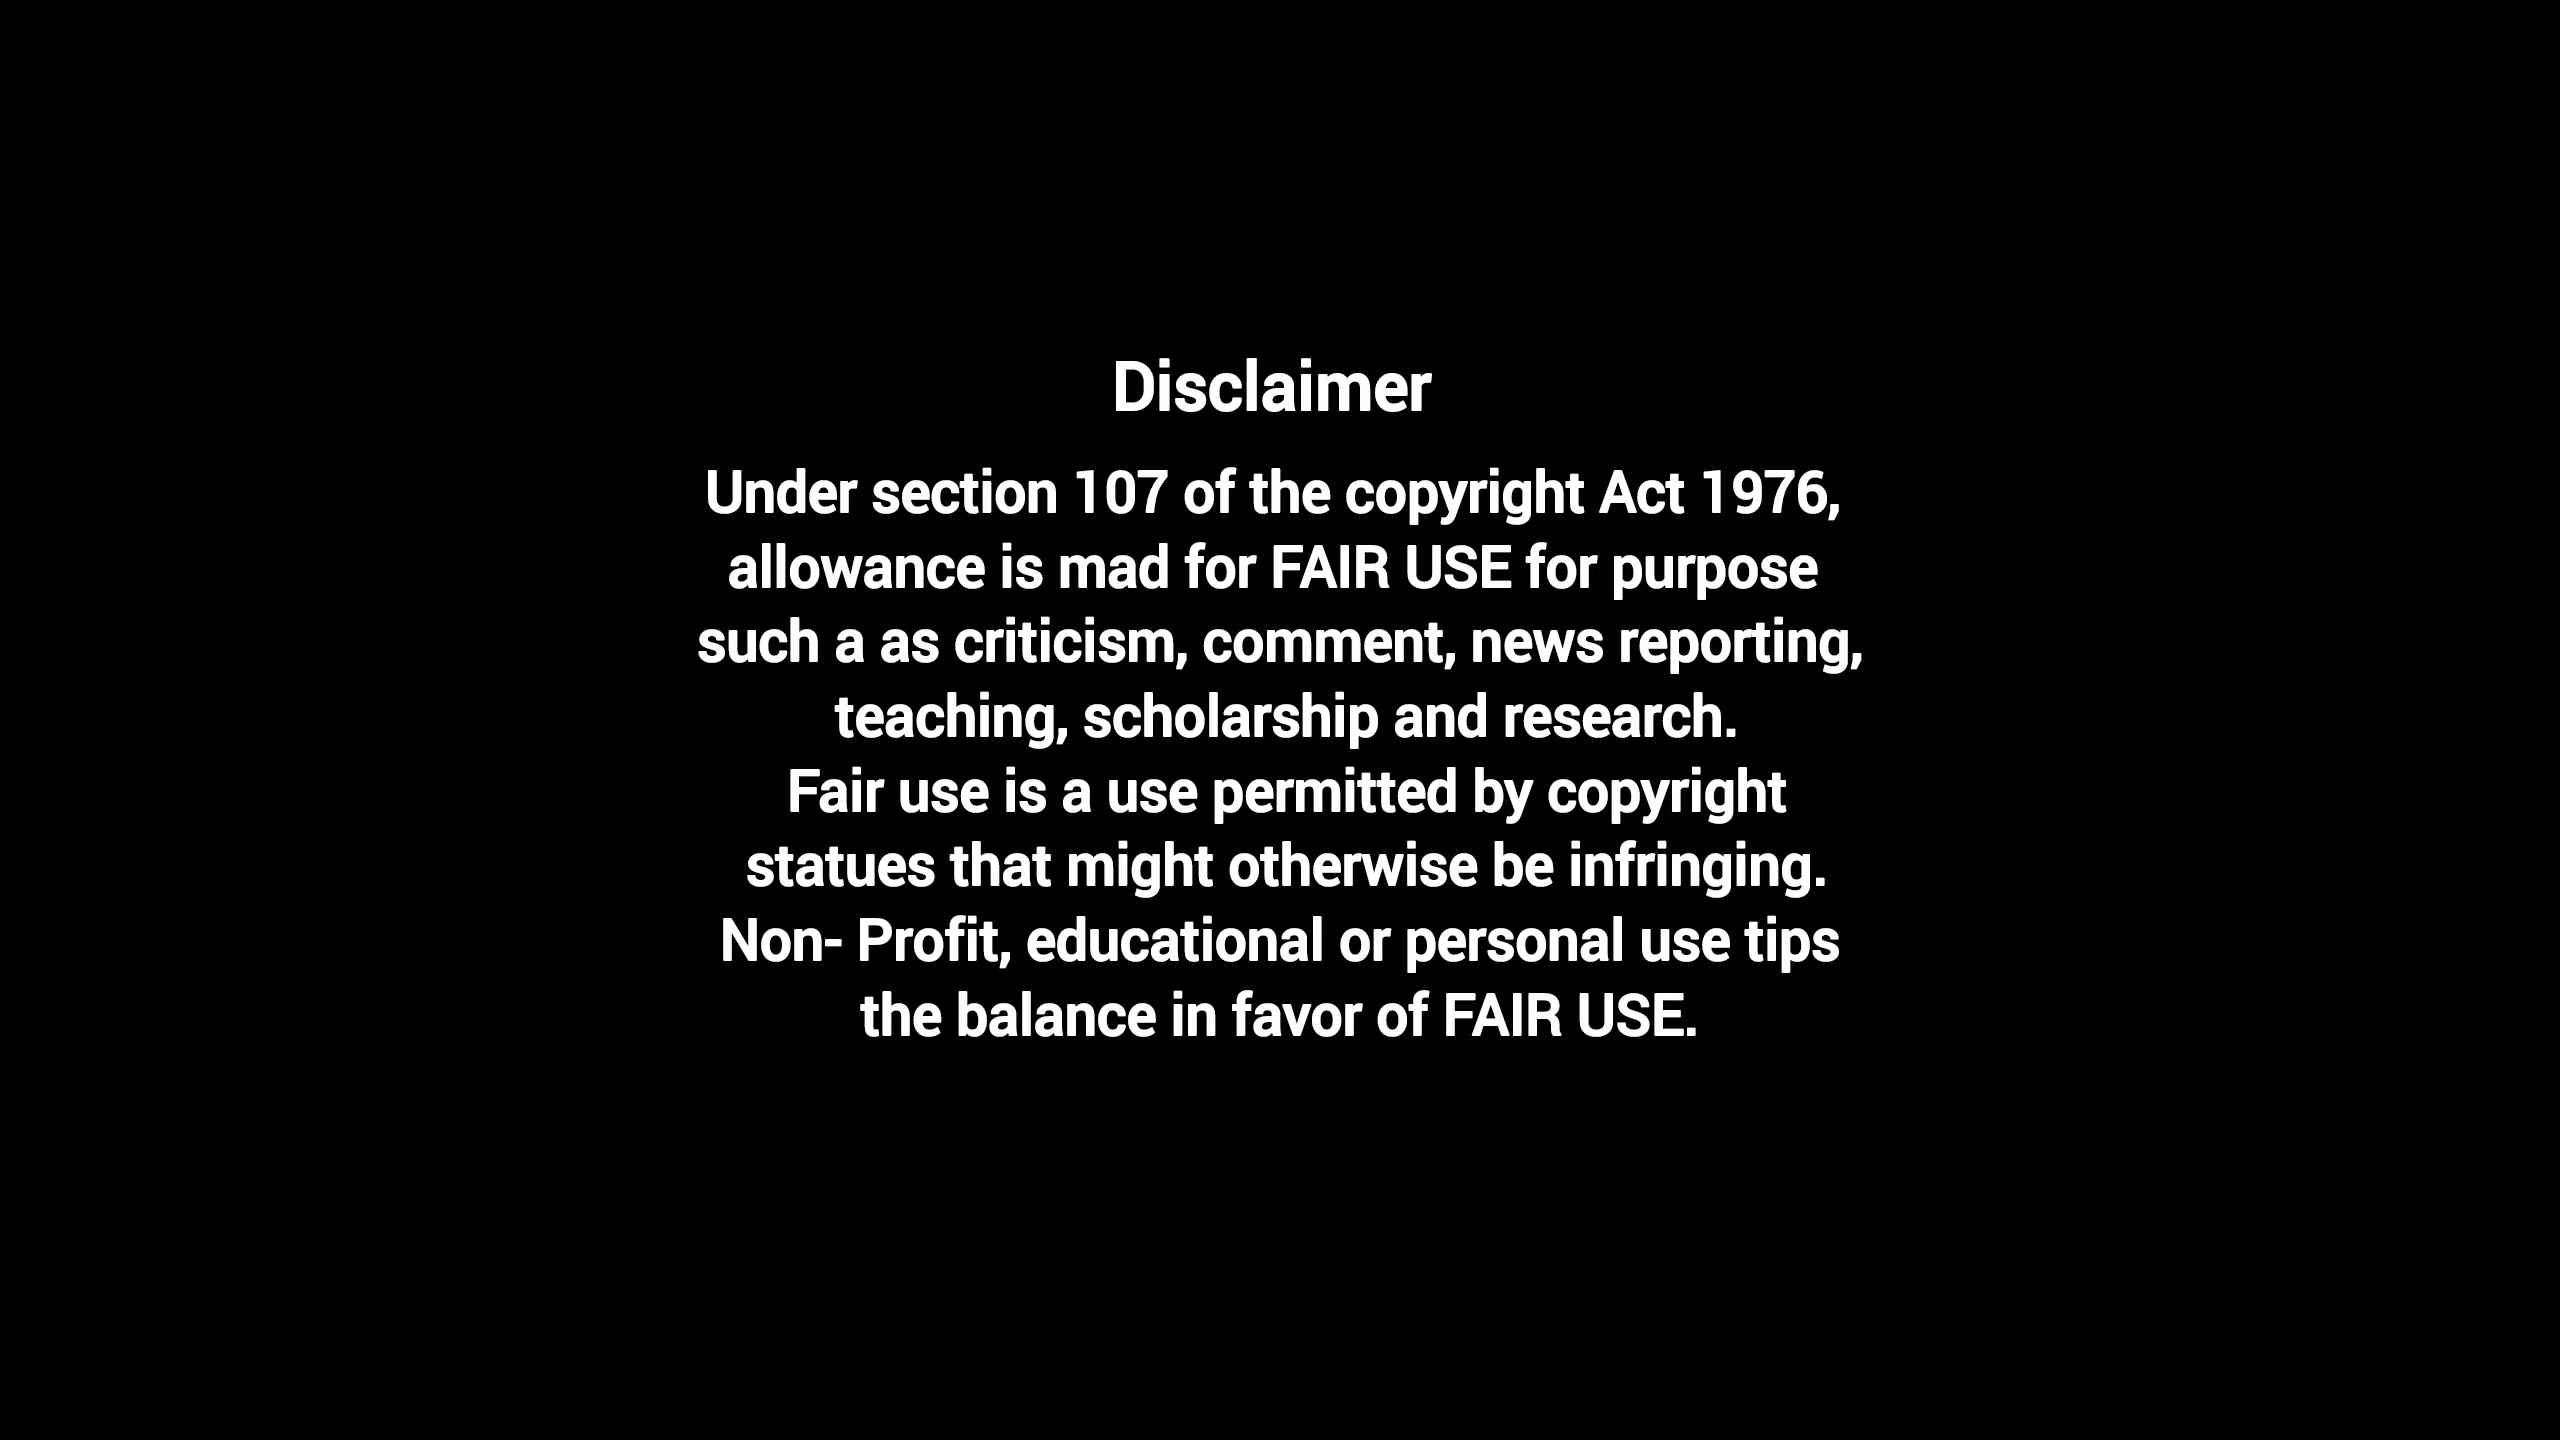 Disclaimer
Under section 107 of the copyright Act 1976,
allowance is mad for FAIR USE for purpose
such a as criticism, comment, news reporting,
teaching, scholarship and research.
Fair use is a use permitted by copyright
statues that might otherwise be infringing.
Non- Profit, educational or personal use tips
the balance in favor of FAIR USE.